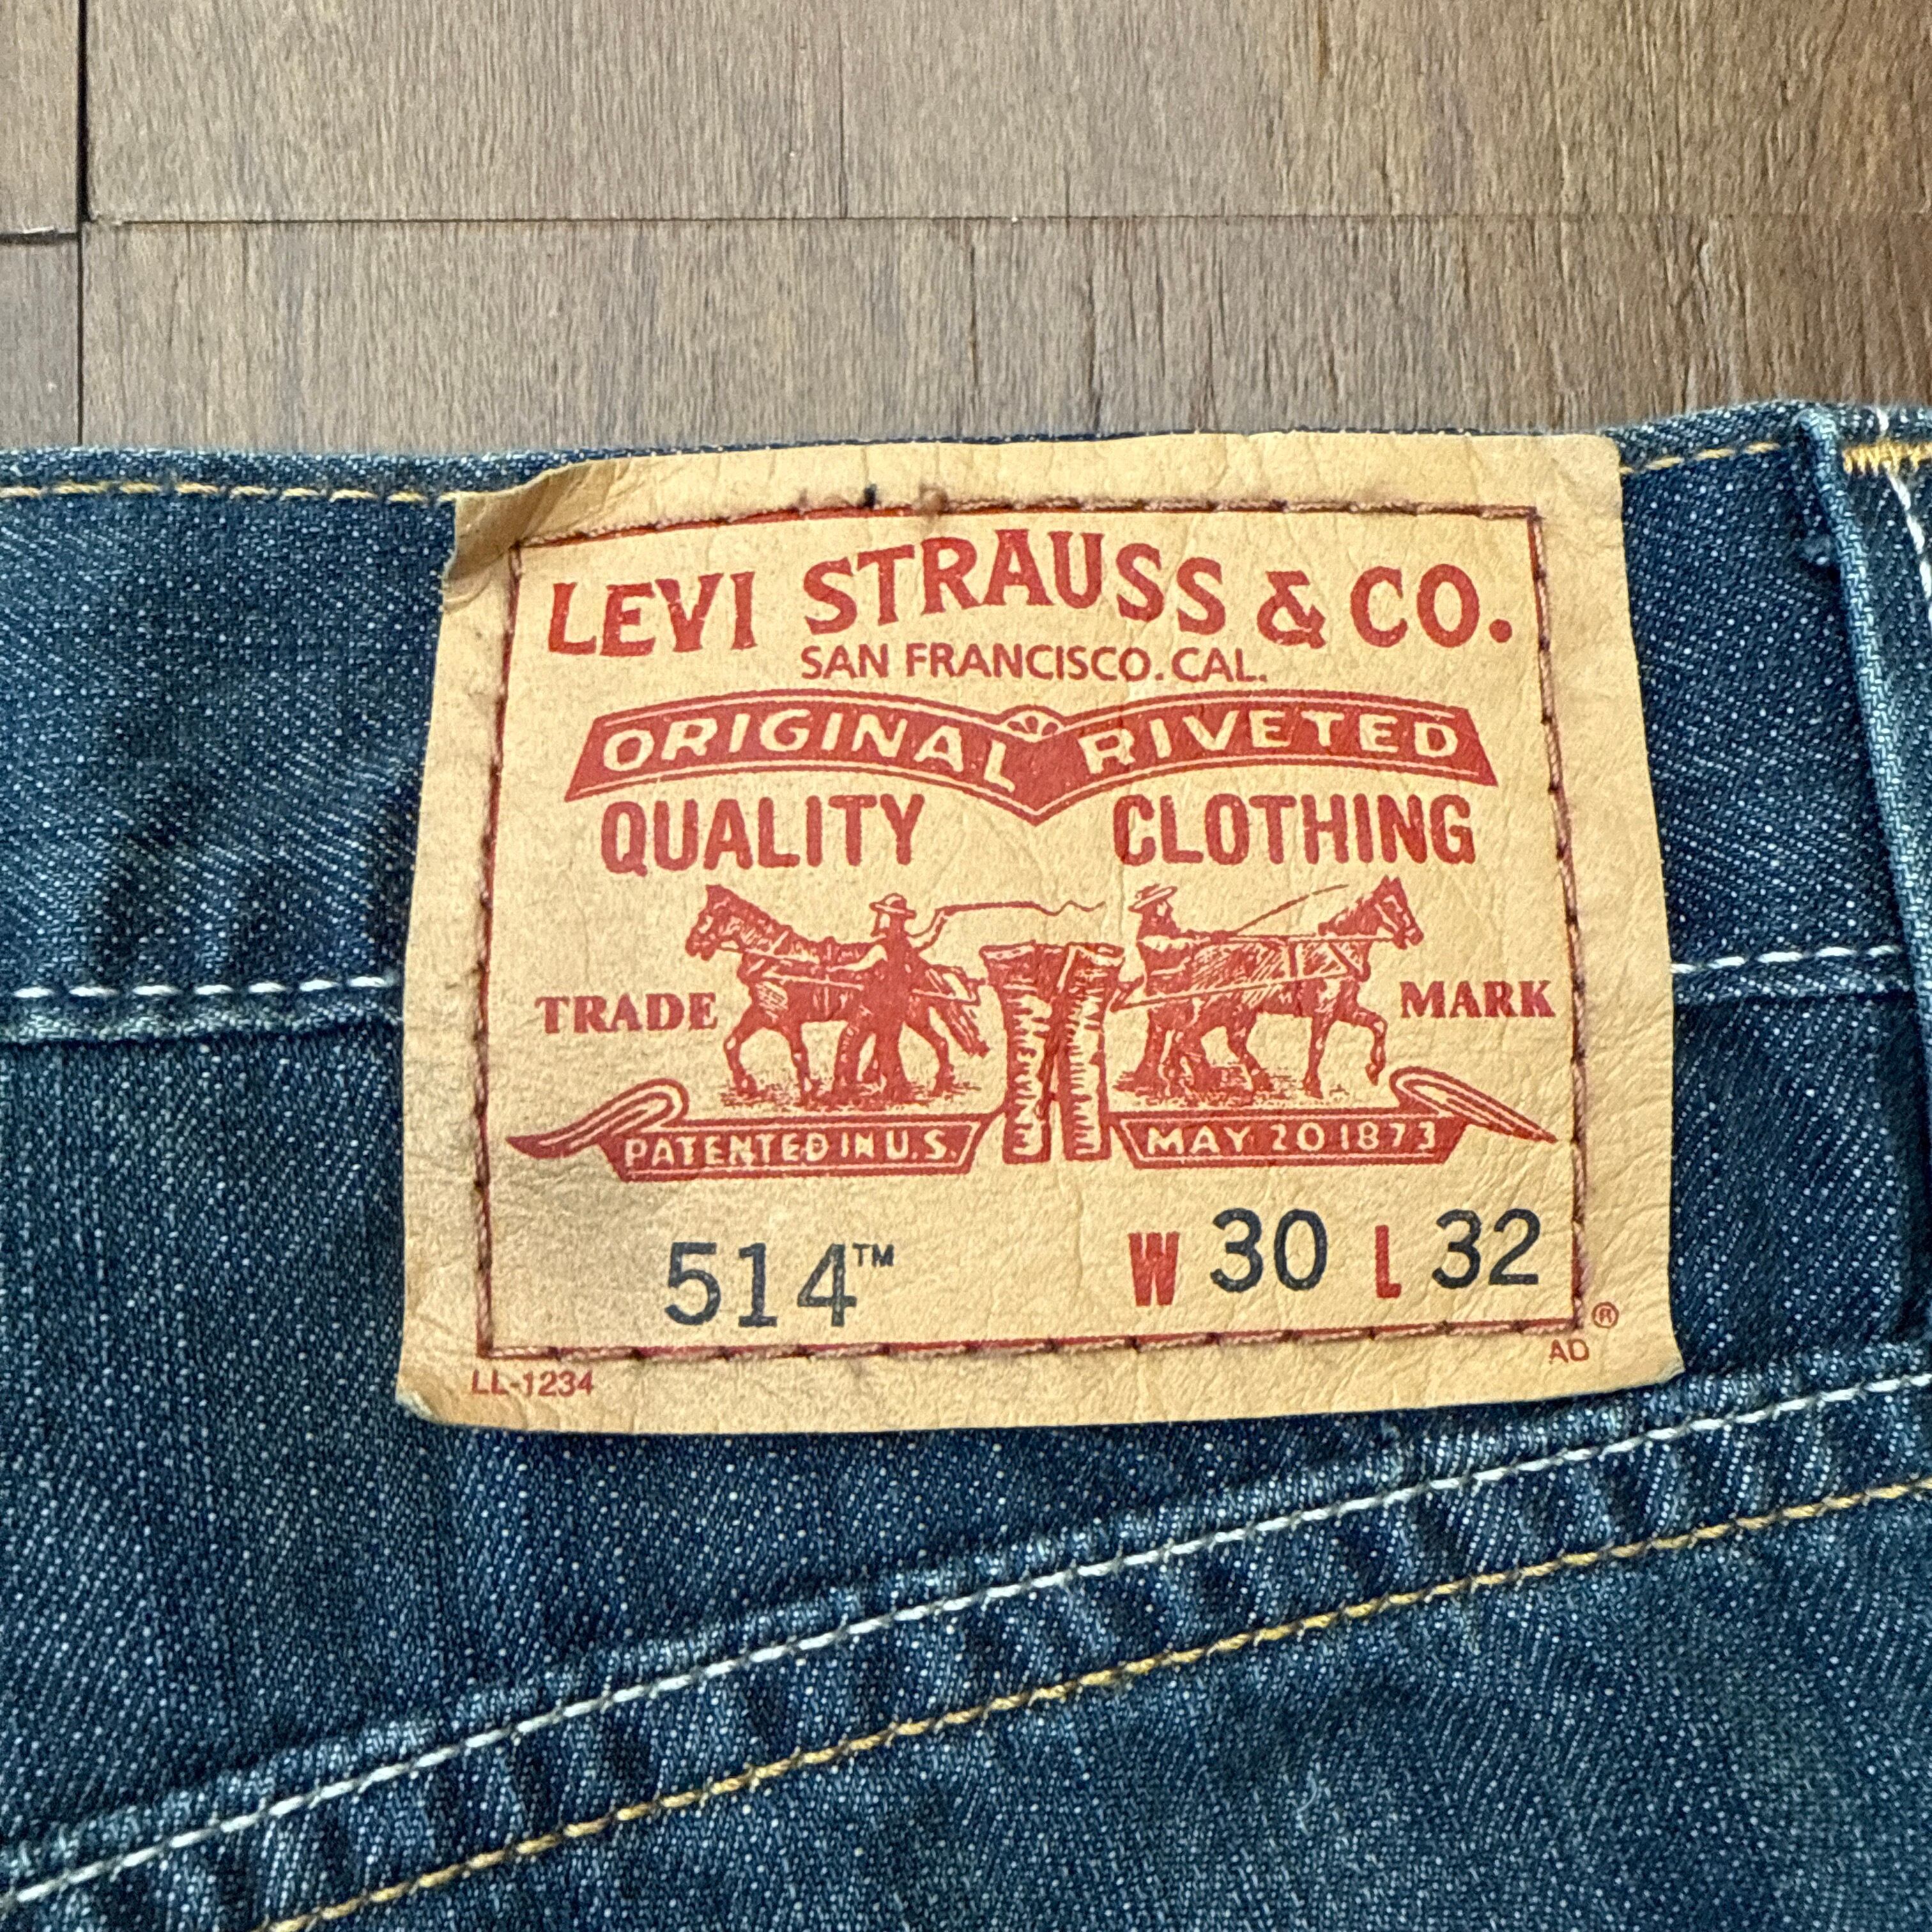 LEVI STRAUSS & CO.
SAN FRANCISCO. CAL.
ORIGINAL RIVETED
QUALITY CLOTHING
TRADE MARK
PATENTED IN U.S. MAY 20 1873
514™ W 30 L 32
®
LL-1234 AD